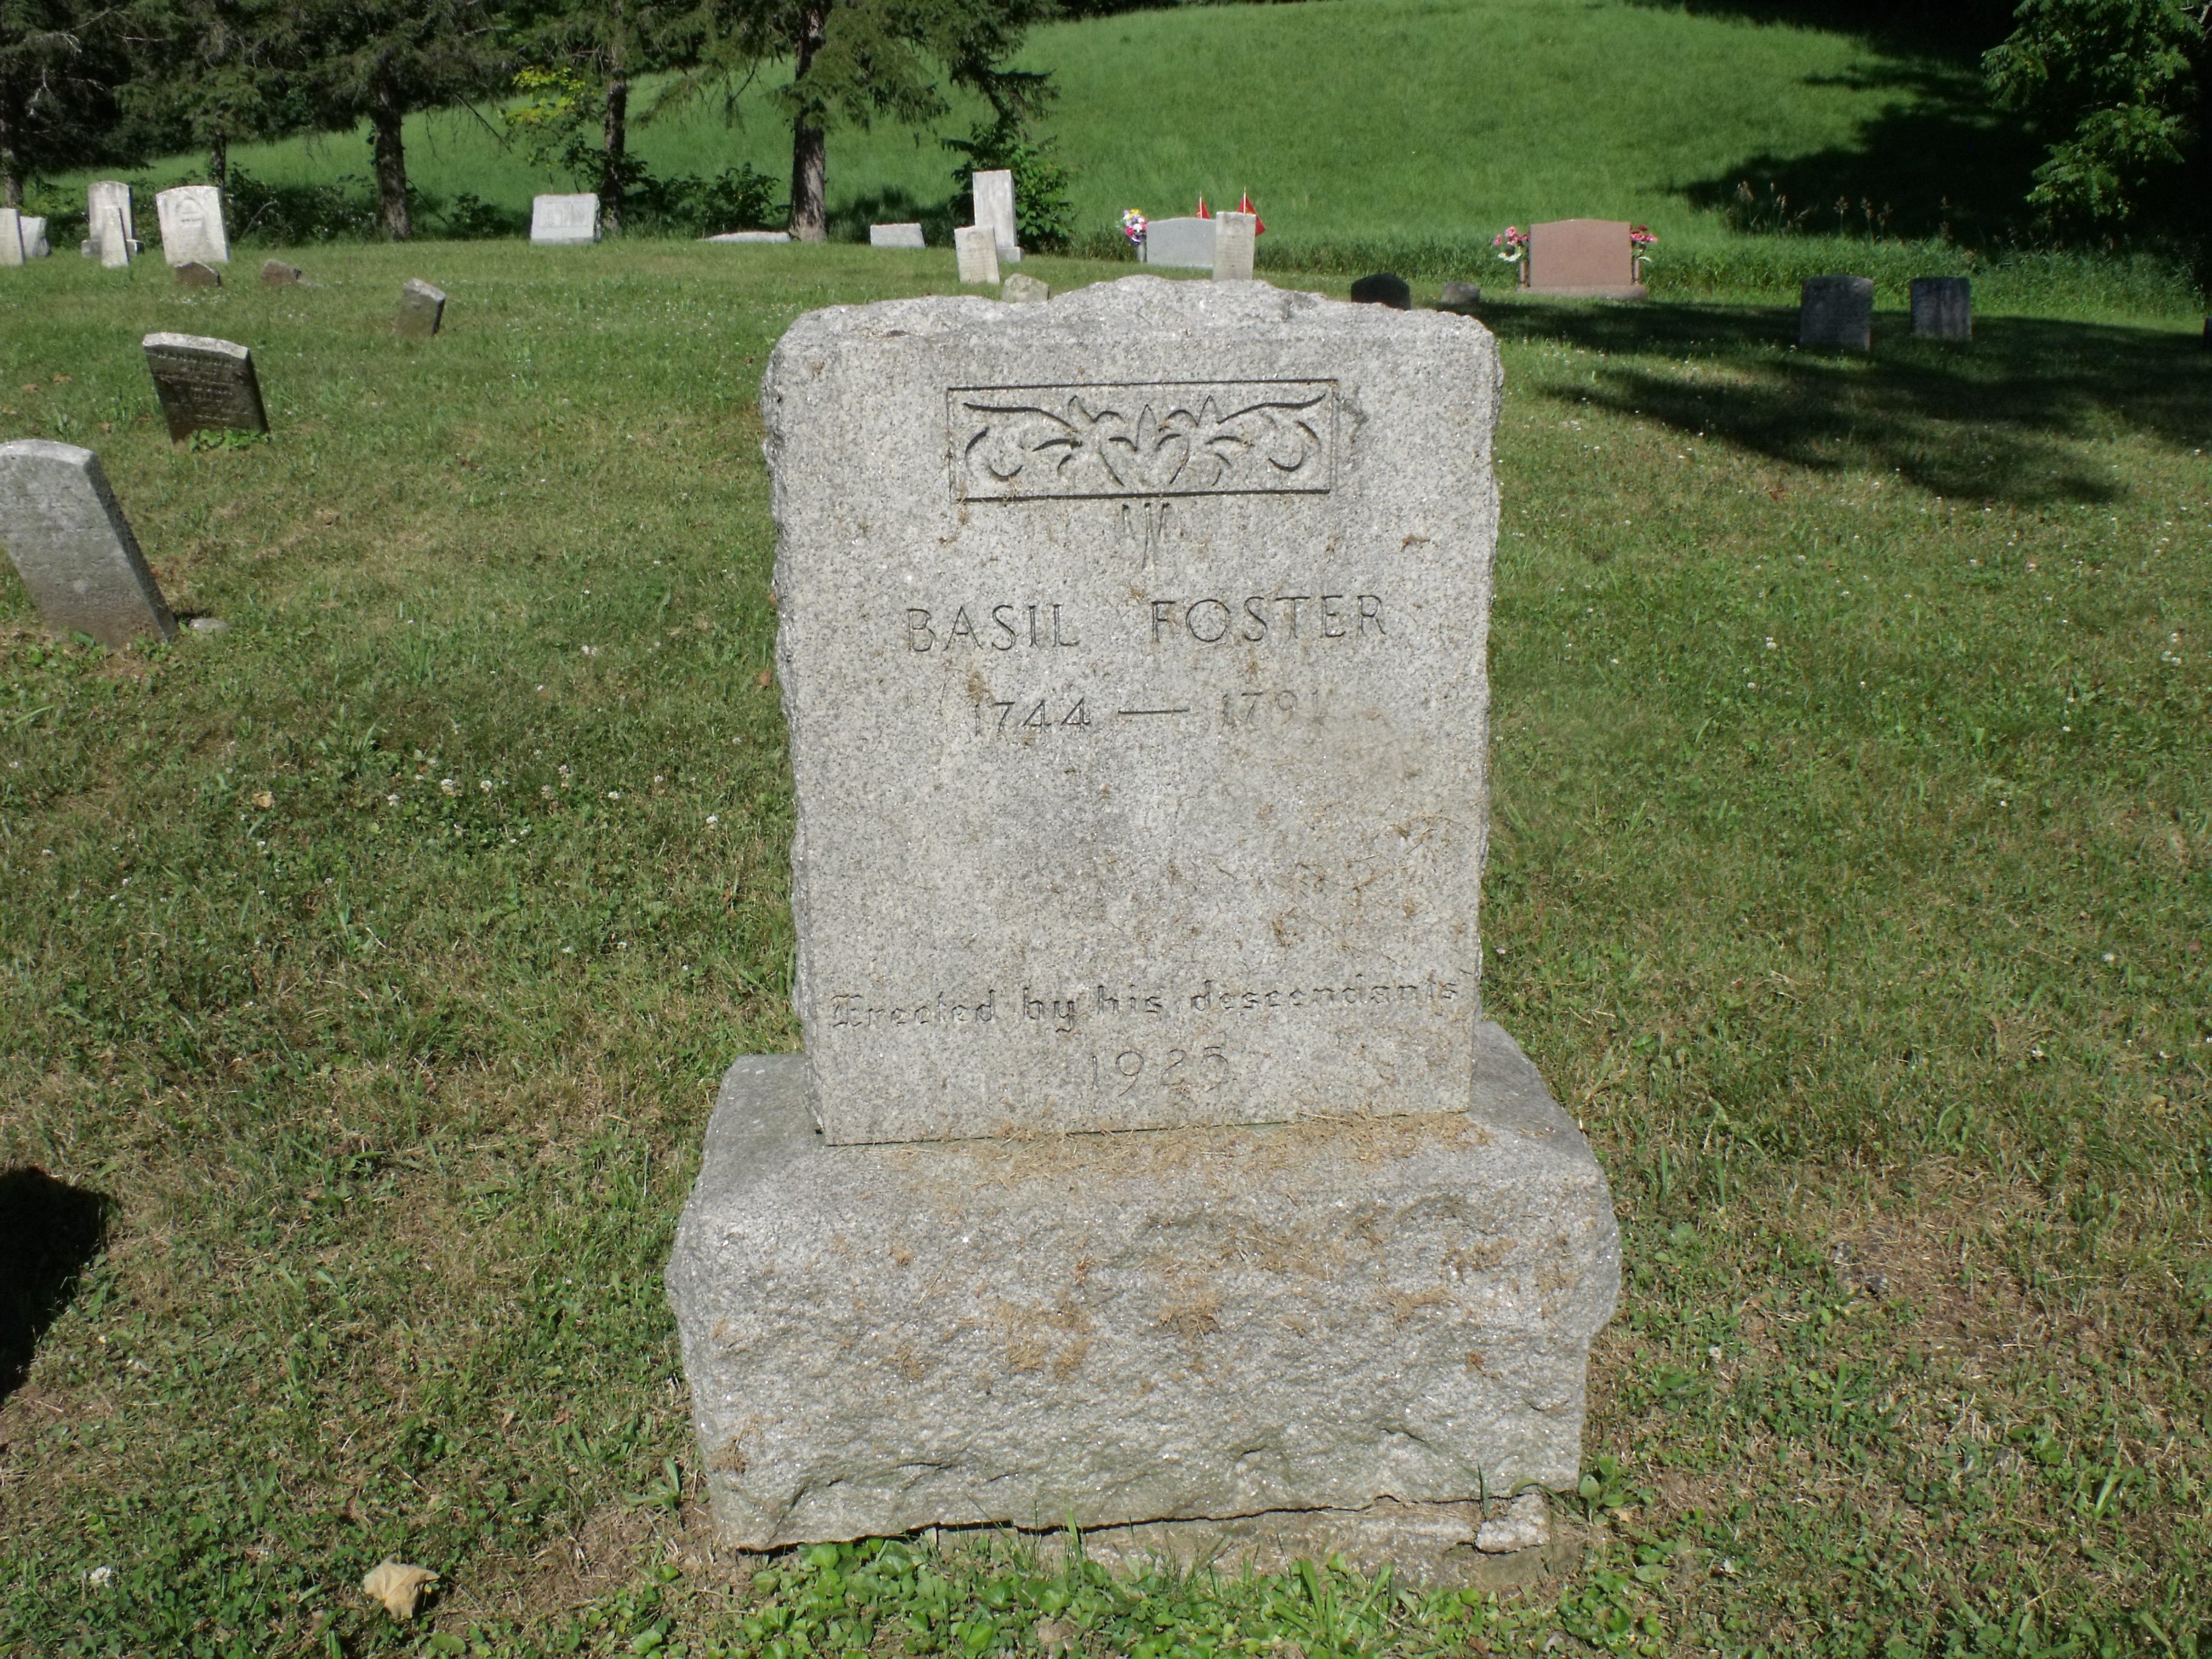 BASIL FOSTER
1744 — 1791
Erected by his descendants
1925